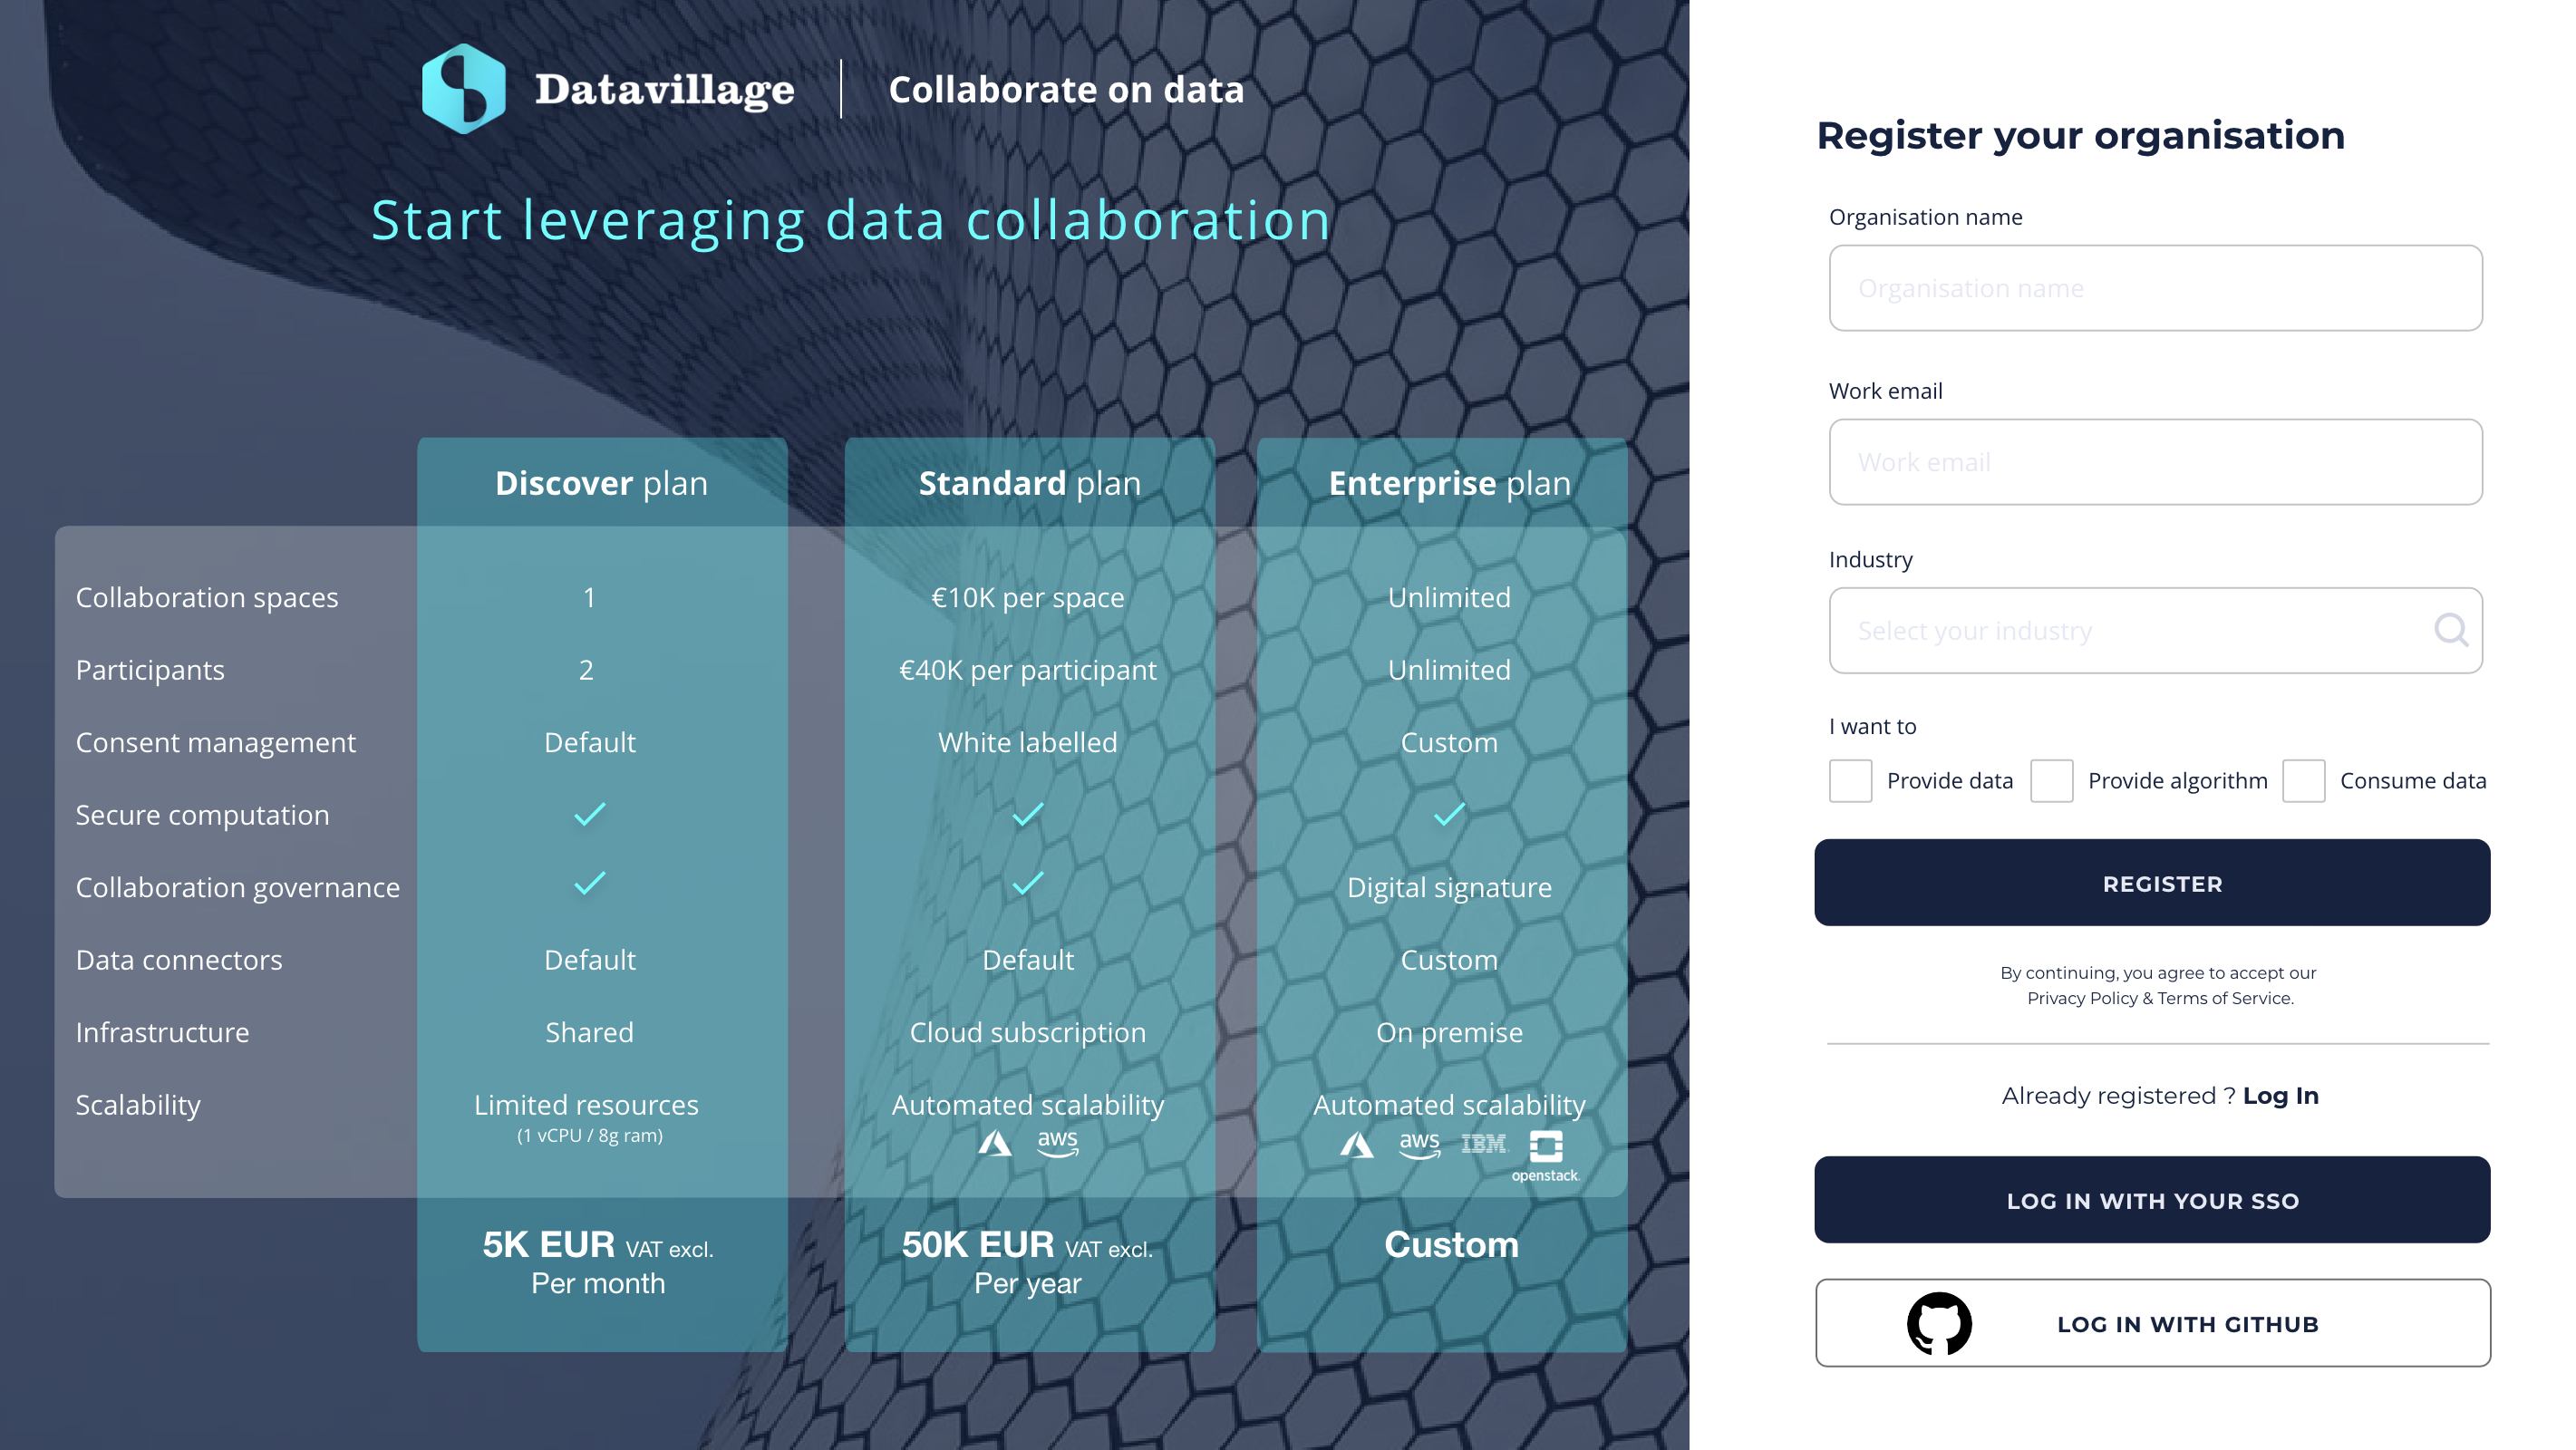 Datavillage
Collaborate on data
Start leveraging data collaboration
Discover plan
Standard plan
Enterprise plan
Collaboration spaces
1
€10K per space
Unlimited
Participants
2
€40K per participant
Unlimited
Consent management
Default
White labelled
Custom
Secure computation
Collaboration governance
Digital signature
Data connectors
Default
Default
Custom
Infrastructure
Shared
Cloud subscription
On premise
Scalability
Limited resources
(1 vCPU / 8g ram)
Automated scalability
aws
Automated scalability
aws
IBM
openstack.
5K EUR VAT excl.
Per month
50K EUR VAT excl.
Per year
Custom
Register your organisation
Organisation name
Organisation name
Work email
Work email
Industry
Select your industry
I want to
Provide data
Provide algorithm
Consume data
REGISTER
By continuing, you agree to accept our
Privacy Policy & Terms of Service.
Already registered ? Log In
LOG IN WITH YOUR SSO
LOG IN WITH GITHUB